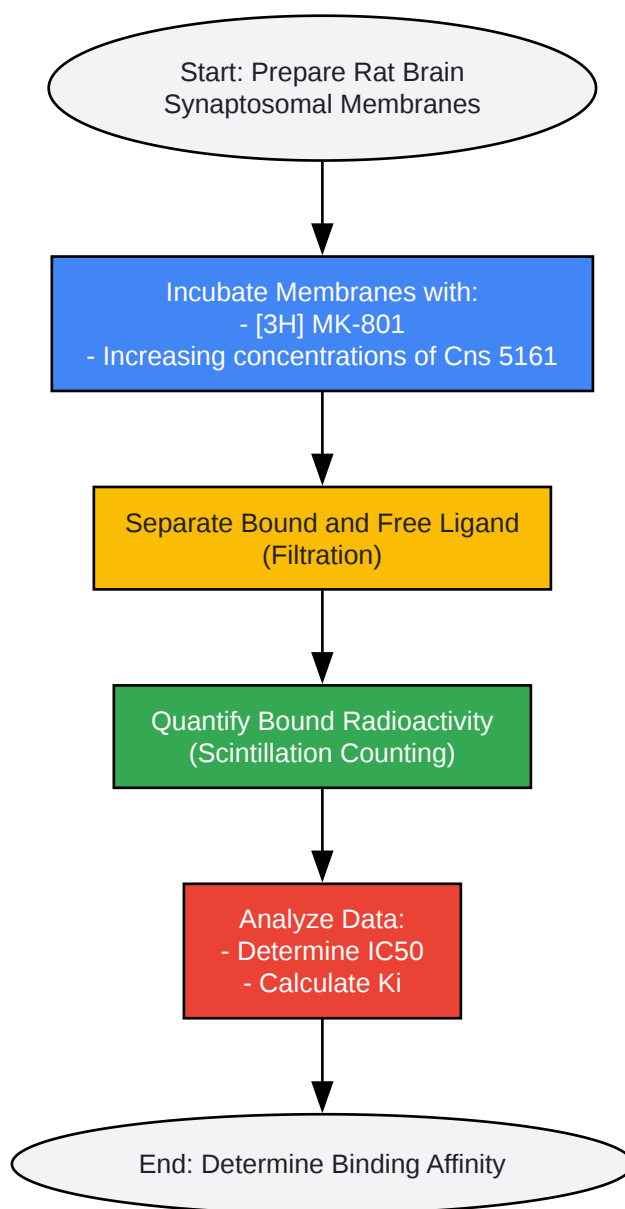 Start: Prepare Rat Brain
Synaptosomal Membranes
Incubate Membranes with:
- [3H] MK-801
- Increasing concentrations of Cns 5161
Separate Bound and Free Ligand
(Filtration)
Quantify Bound Radioactivity
(Scintillation Counting)
Analyze Data:
- Determine IC50
- Calculate Ki
End: Determine Binding Affinity